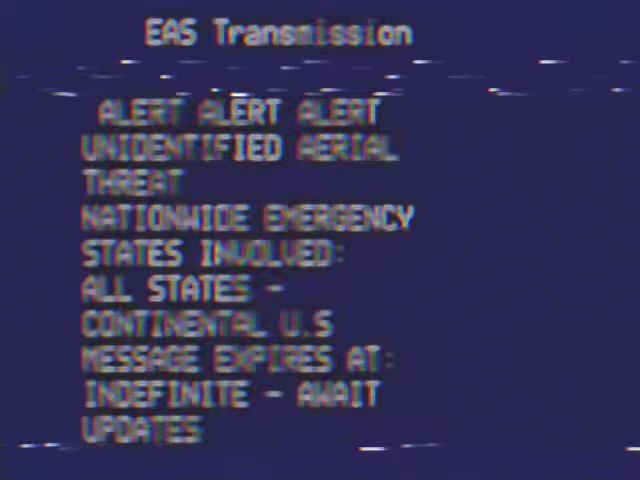 EAS Transmission
ALERT ALERT ALERT
UNIDENTIFIED AERIAL
THREAT
NATIONWIDE EMERGENCY
STATES INVOLVED:
ALL STATES -
CONTINENTAL U.S
MESSAGE EXPIRES AT:
INDEFINITE - AWAIT
UPDATES